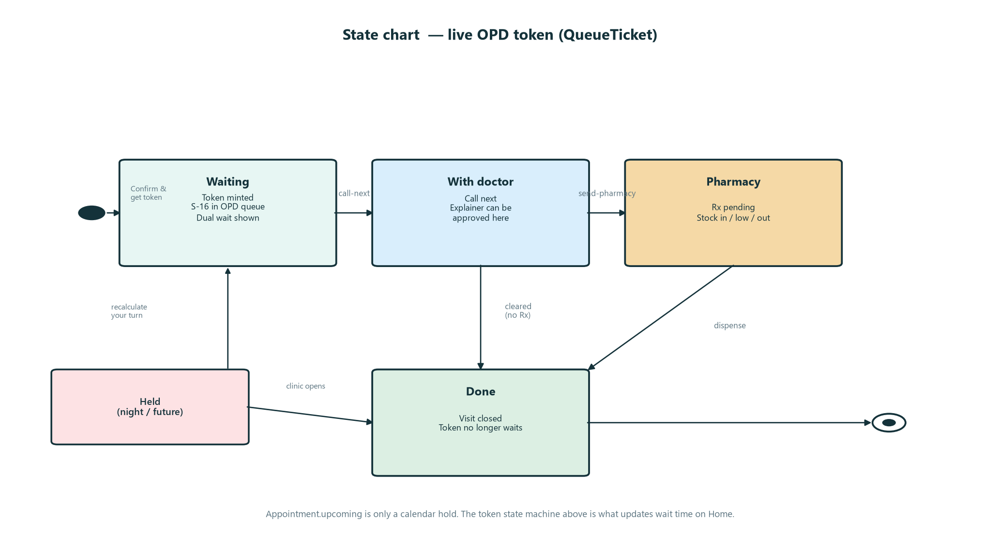 State chart — live OPD token (QueueTicket)
Confirm &
get token
Waiting
Token minted
S-16 in OPD queue
Dual wait shown
call-next
With doctor
Call next
Explainer can be
approved here
send-pharmacy
Pharmacy
Rx pending
Stock in / low / out
recalculate
your turn
cleared
(no Rx)
dispense
Held
(night / future)
clinic opens
Done
Visit closed
Token no longer waits
Appointment.upcoming is only a calendar hold. The token state machine above is what updates wait time on Home.